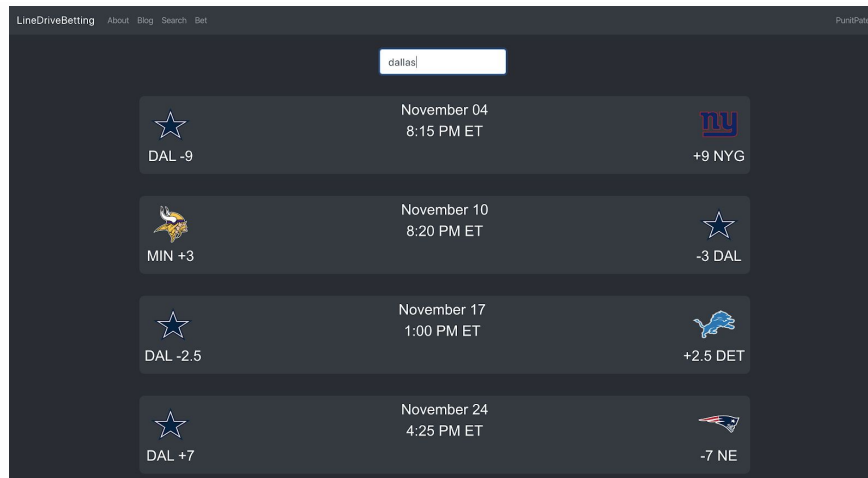 LineDriveBetting About Blog Search Bet PunitPate
dallas
November 04
8:15 PM ET
ny
DAL -9 +9 NYG
November 10
8:20 PM ET
MIN +3 -3 DAL
November 17
1:00 PM ET
DAL -2.5 +2.5 DET
November 24
4:25 PM ET
DAL +7 -7 NE